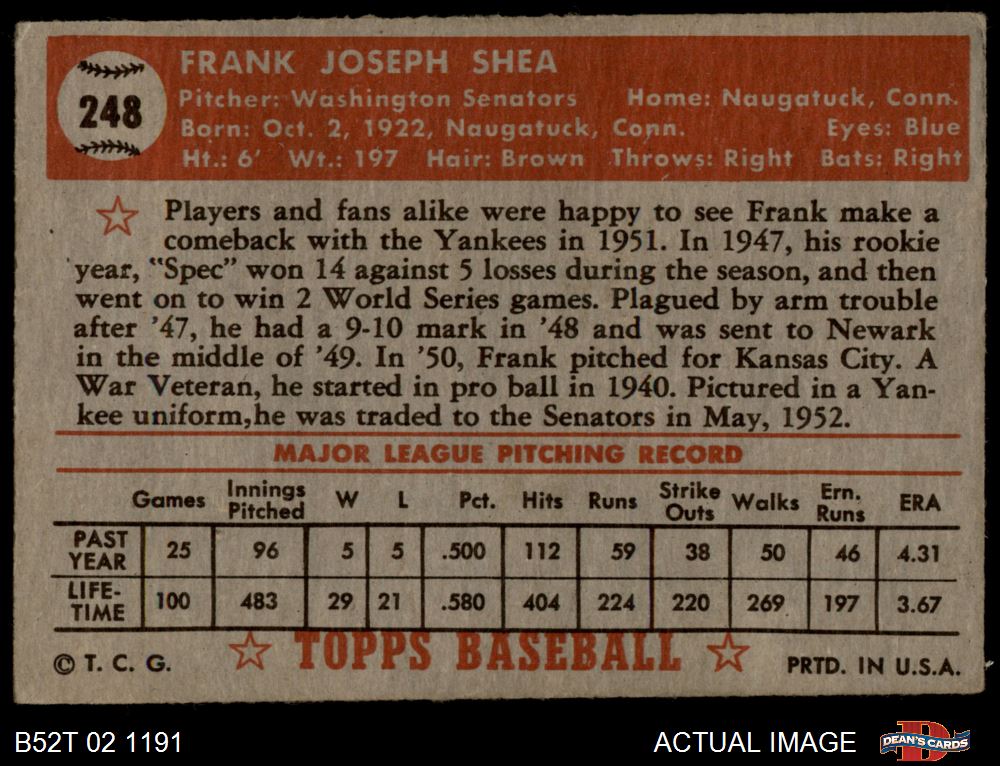 248
FRANK JOSEPH SHEA
Pitcher: Washington Senators Home: Naugatuck, Conn.
Born: Oct. 2, 1922, Naugatuck, Conn. Eyes: Blue
Ht.: 6' Wt.: 197 Hair: Brown Throws: Right Bats: Right
Players and fans alike were happy to see Frank make a
comeback with the Yankees in 1951. In 1947, his rookie
year, "Spec" won 14 against 5 losses during the season, and then
went on to win 2 World Series games. Plagued by arm trouble
after '47, he had a 9-10 mark in '48 and was sent to Newark
in the middle of '49. In '50, Frank pitched for Kansas City. A
War Veteran, he started in pro ball in 1940. Pictured in a Yan-
kee uniform,he was traded to the Senators in May, 1952.
MAJOR LEAGUE PITCHING RECORD
Games Innings Pitched W L Pct. Hits Runs Strike Outs Walks Ern. Runs ERA
PAST YEAR 25 96 5 5 .500 112 59 38 50 46 4.31
LIFE-TIME 100 483 29 21 .580 404 224 220 269 197 3.67
TOPPS BASEBALL
© T. C. G. PRTD. IN U.S.A.
B52T 02 1191 ACTUAL IMAGE DEAN'S CARDS